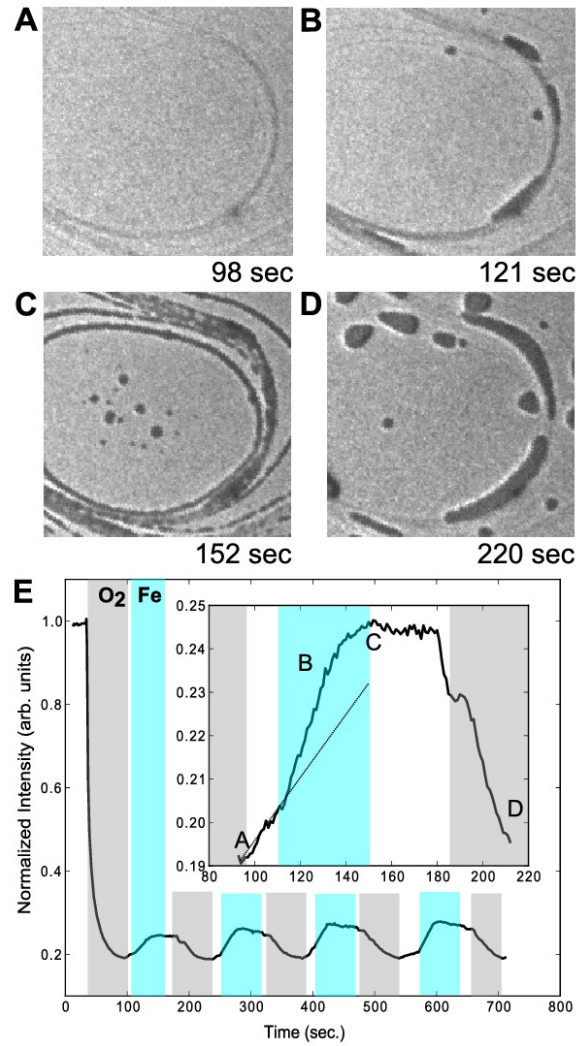 A
B
98 sec
121 sec
C
D
152 sec
220 sec
E
O2 Fe
Normalized Intensity (arb. units)
1.0
0.8
0.6
0.4
0.2
0.25
0.24
0.23
0.22
0.21
0.20
0.19
A
B
C
D
80 100 120 140 160 180 200 220
0 100 200 300 400 500 600 700 800
Time (sec.)